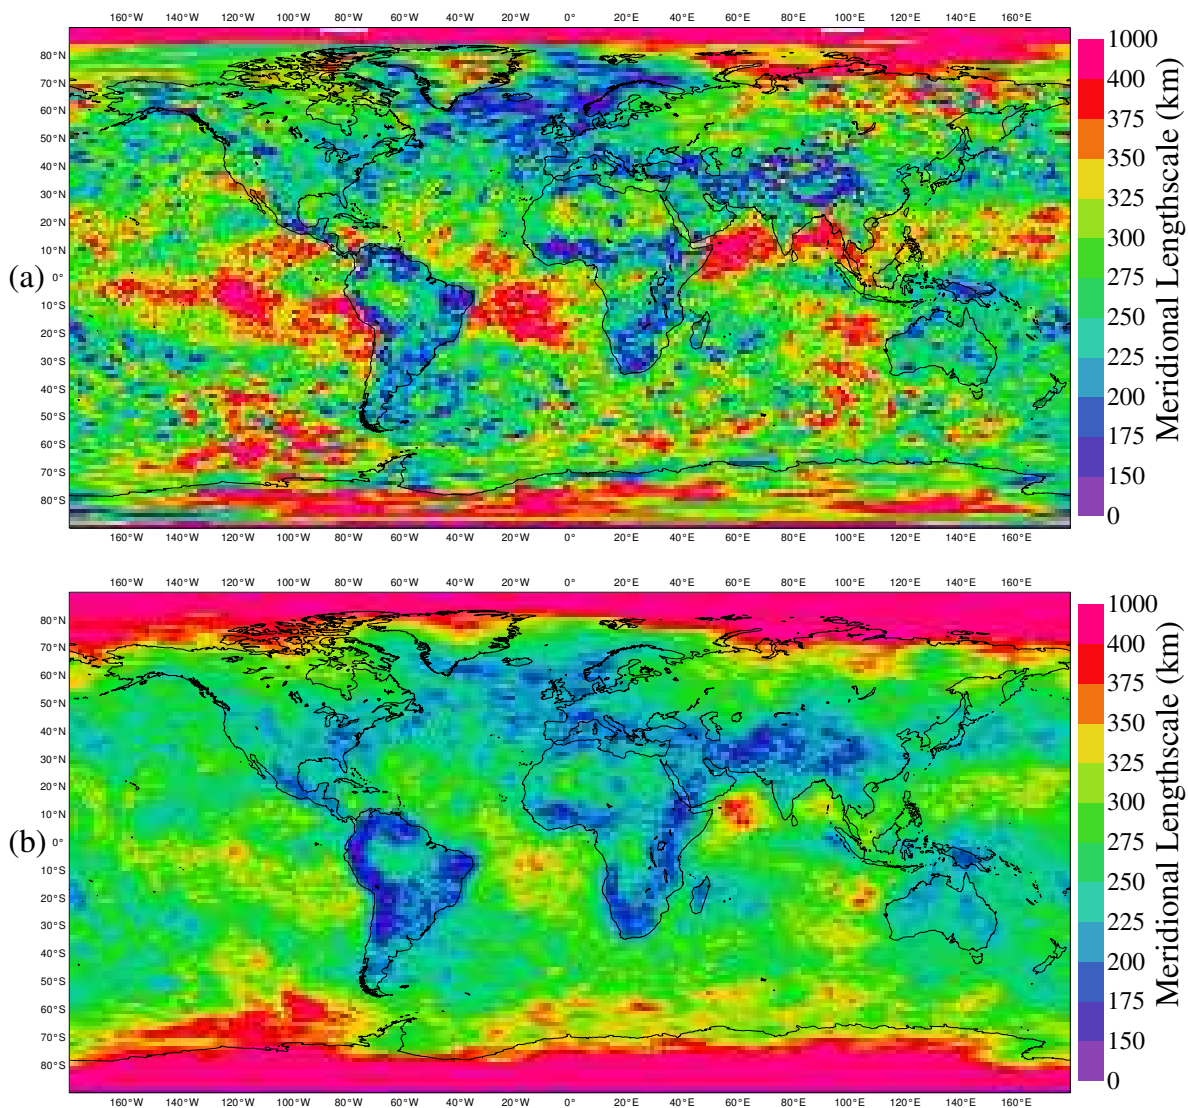 160°W 140°W 120°W 100°W 80°W 60°W 40°W 20°W 0° 20°E 40°E 60°E 80°E 100°E 120°E 140°E 160°E
80°N
70°N
60°N
50°N
40°N
30°N
20°N
10°N
0°
10°S
20°S
30°S
40°S
50°S
60°S
70°S
80°S
(a)
160°W 140°W 120°W 100°W 80°W 60°W 40°W 20°W 0° 20°E 40°E 60°E 80°E 100°E 120°E 140°E 160°E
1000
400
375
350
325
300
275
250
225
200
175
150
0
Meridional Lengthscale (km)
160°W 140°W 120°W 100°W 80°W 60°W 40°W 20°W 0° 20°E 40°E 60°E 80°E 100°E 120°E 140°E 160°E
80°N
70°N
60°N
50°N
40°N
30°N
20°N
10°N
0°
10°S
20°S
30°S
40°S
50°S
60°S
70°S
80°S
(b)
160°W 140°W 120°W 100°W 80°W 60°W 40°W 20°W 0° 20°E 40°E 60°E 80°E 100°E 120°E 140°E 160°E
1000
400
375
350
325
300
275
250
225
200
175
150
0
Meridional Lengthscale (km)